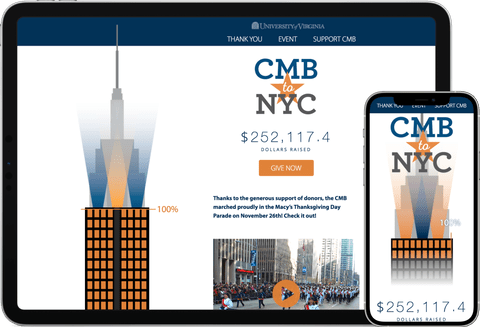 UNIVERSITY of VIRGINIA
THANK YOU EVENT SUPPORT CMB
CMB
to
NYC
$252,117.4
DOLLARS RAISED
GIVE NOW
100%
Thanks to the generous support of donors, the CMB
marched proudly in the Macy's Thanksgiving Day
Parade on November 26th! Check it out!
THANK YOU EVENT SUPPORT CMB
CMB
to
NYC
100%
$252,117.4
DOLLARS RAISED